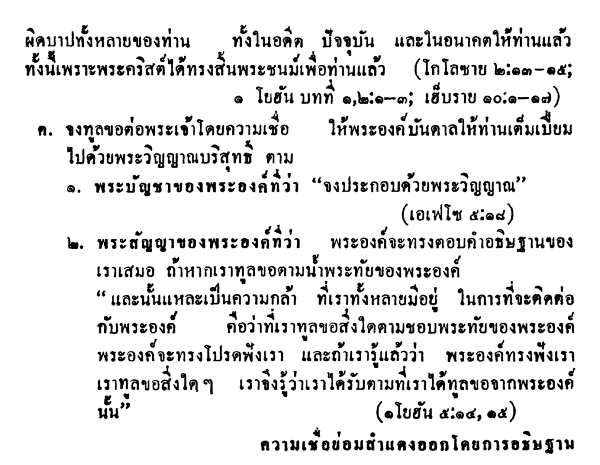 ผิดบาปทั้งหลายของท่าน ทั้งในอดีต ปัจจุบัน และในอนาคตให้ท่านแล้ว
ทั้งนี้เพราะพระคริสต์ได้ทรงสิ้นพระชนม์เพื่อท่านแล้ว (โกโลซาย ๒:๑๓–๑๕;
๑ โยฮัน บทที่ ๑,๒:๑–๓; เฮ็บราย ๑๐:๑–๑๗)
ค. จงทูลขอต่อพระเจ้าโดยความเชื่อ ให้พระองค์บันดาลให้ท่านเต็มเปี่ยม
ไปด้วยพระวิญญาณบริสุทธิ์ ตาม
๑. พระบัญชาของพระองค์ที่ว่า “จงประกอบด้วยพระวิญญาณ”
(เอเฟโซ ๕:๑๘)
๒. พระสัญญาของพระองค์ที่ว่า พระองค์จะทรงตอบคำอธิษฐานของ
เราเสมอ ถ้าหากเราทูลขอตามน้ำพระทัยของพระองค์
“และนั้นแหละเป็นความกล้า ที่เราทั้งหลายมีอยู่ ในการที่จะติดต่อ
กับพระองค์ คือว่าที่เราทูลขอสิ่งใดตามชอบพระทัยของพระองค์
พระองค์จะทรงโปรดฟังเรา และถ้าเรารู้แล้วว่า พระองค์ทรงฟังเรา
เราทูลขอสิ่งใดๆ เราจึงรู้ว่าเราได้รับตามที่เราได้ทูลขอจากพระองค์
นั้น” (๑โยฮัน ๕:๑๔, ๑๕)
ความเชื่อย่อมสำแดงออกโดยการอธิษฐาน